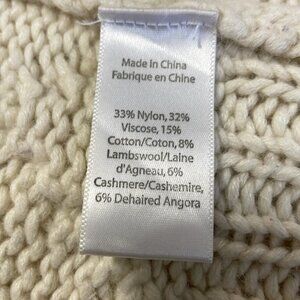 Made in China
Fabrique en Chine
33% Nylon, 32%
Viscose, 15%
Cotton/Coton, 8%
Lambswool/Laine
d'Agneau, 6%
Cashmere/Cashemire,
6% Dehaired Angora